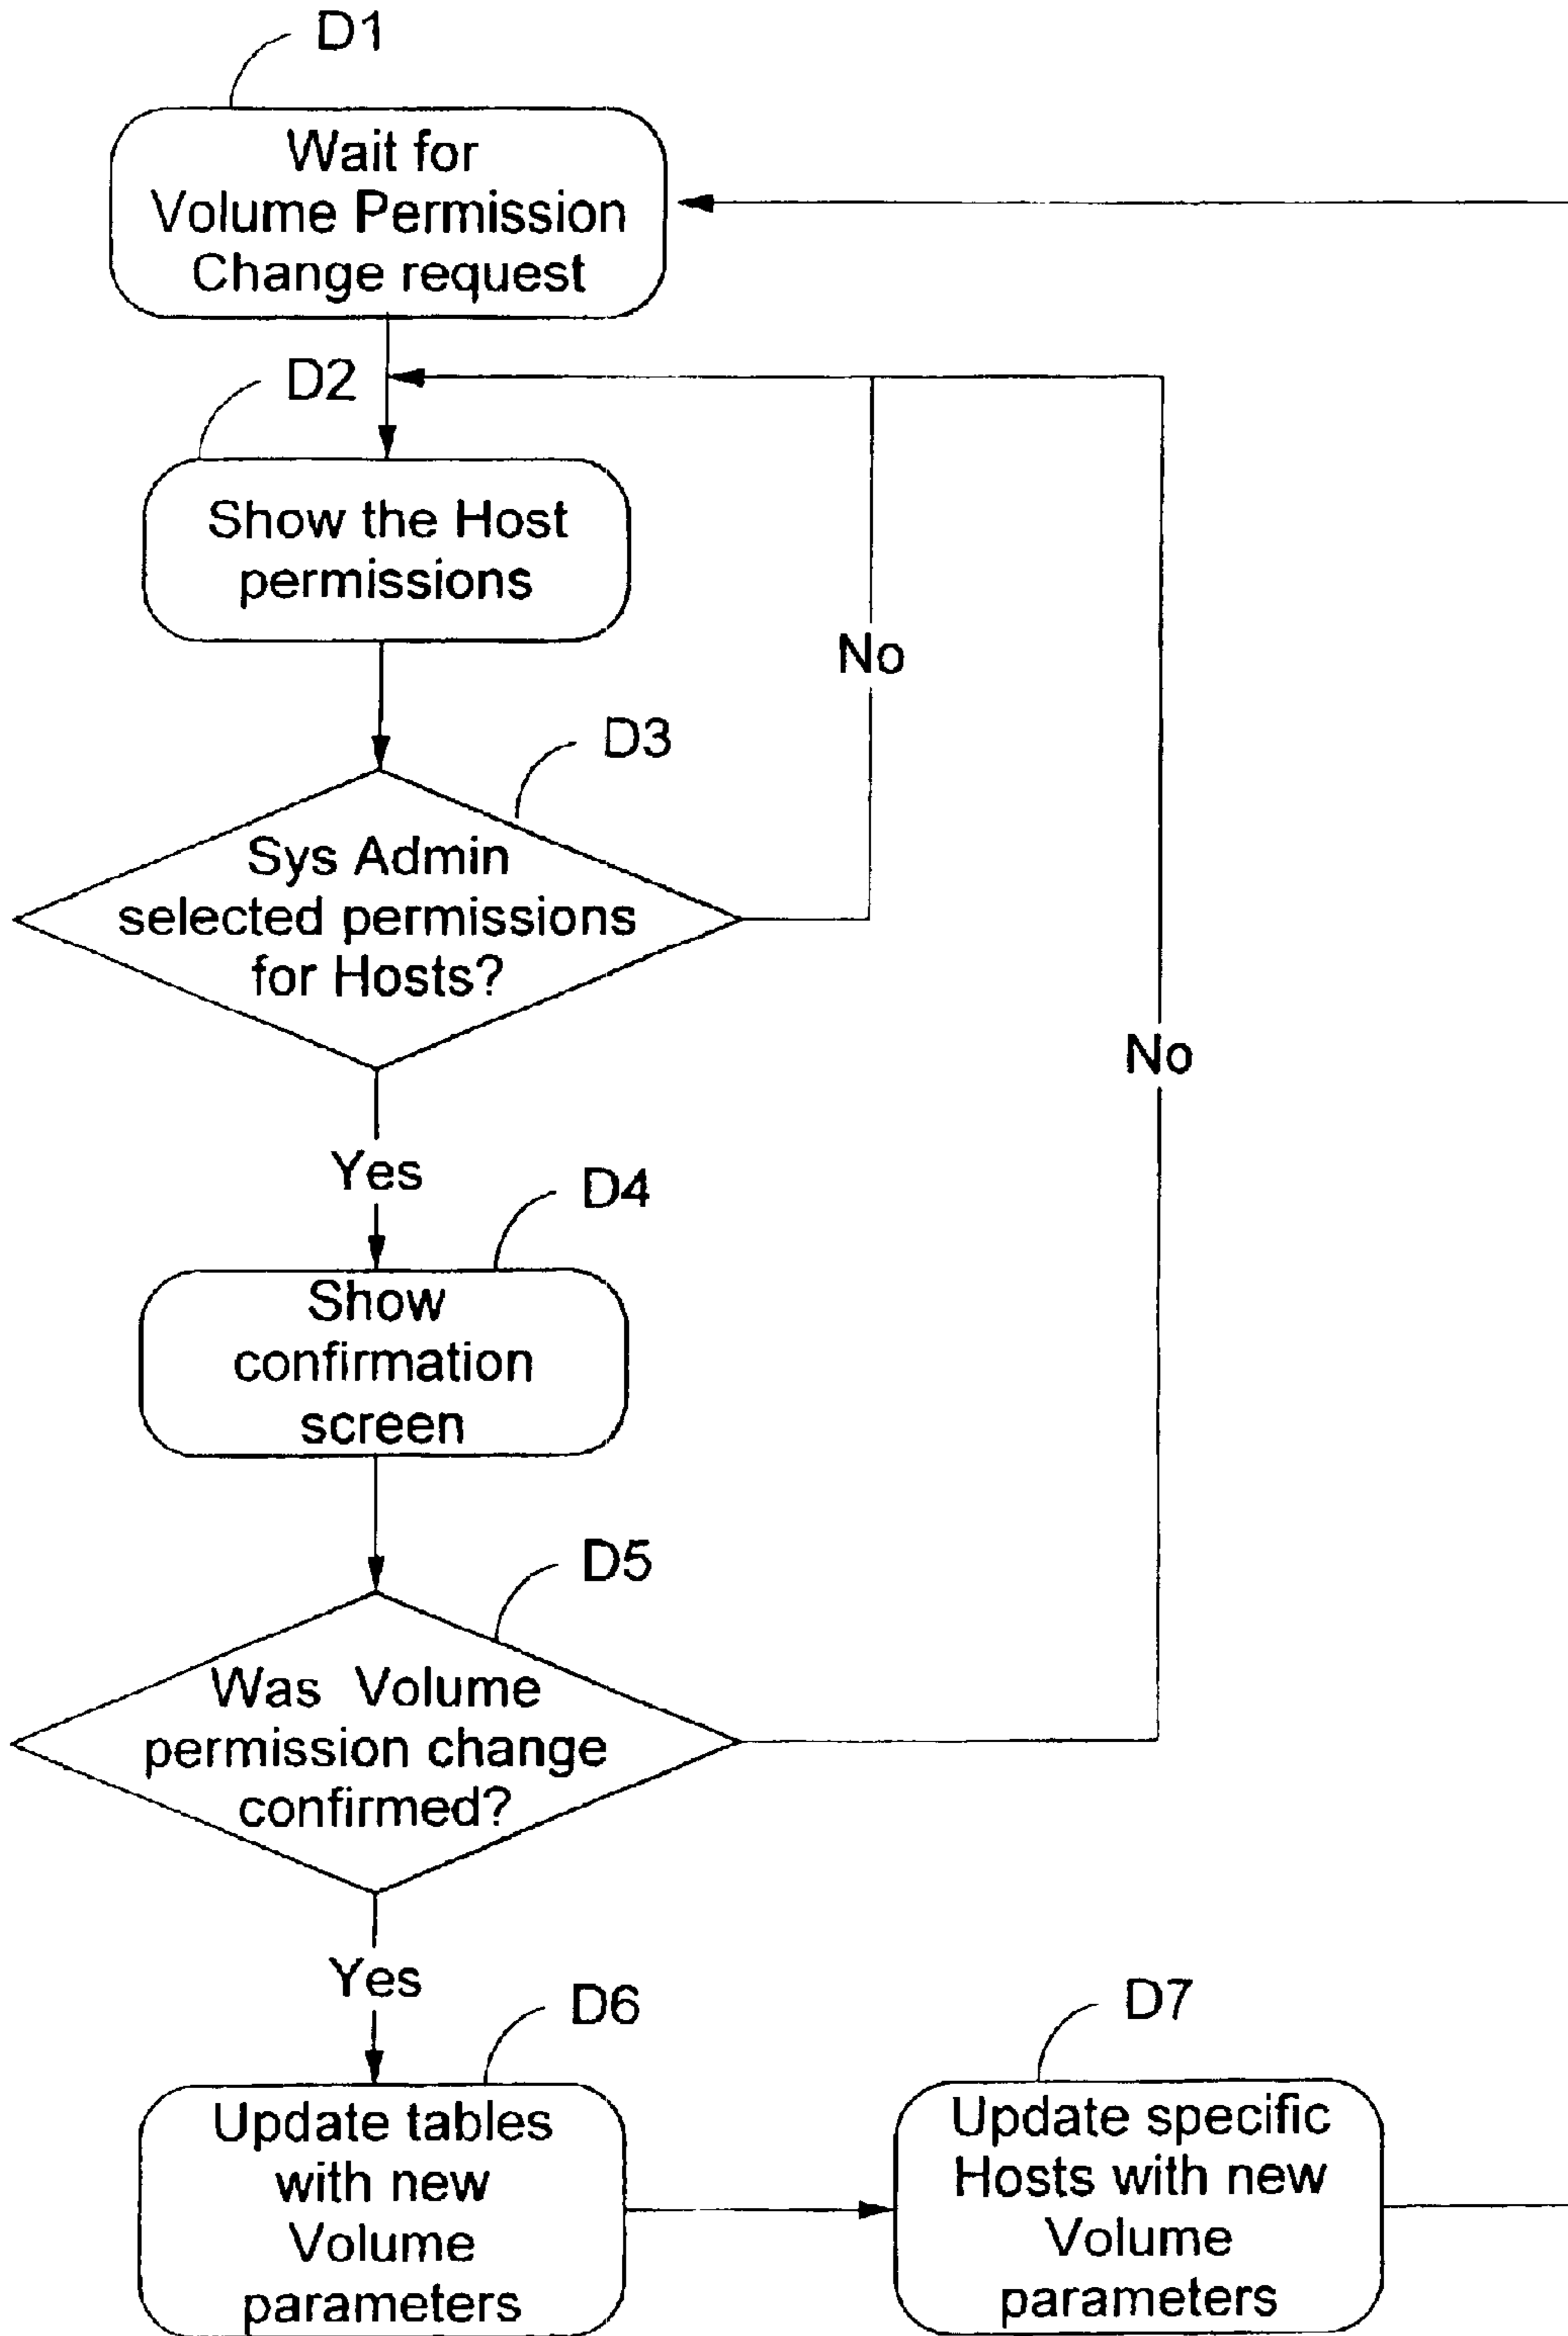 D1
Wait for
Volume Permission
Change request
D2
Show the Host
permissions
No
D3
Sys Admin
selected permissions
for Hosts?
No
Yes
D4
Show
confirmation
screen
D5
Was Volume
permission change
confirmed?
Yes
D6
Update tables
with new
Volume
parameters
D7
Update specific
Hosts with new
Volume
parameters